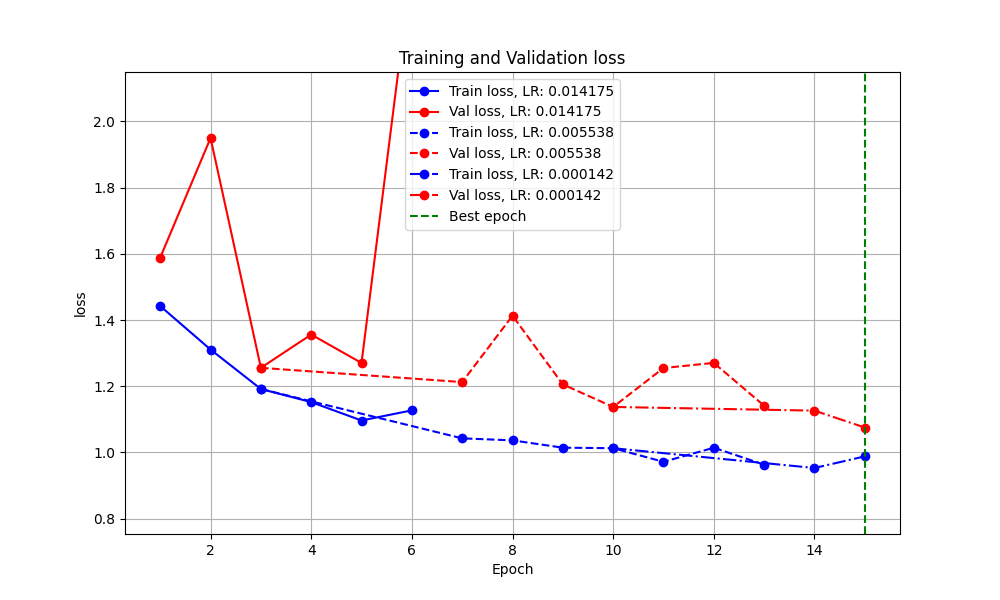 Training and Validation loss
Train loss, LR: 0.014175
Val loss, LR: 0.014175
Train loss, LR: 0.005538
Val loss, LR: 0.005538
Train loss, LR: 0.000142
Val loss, LR: 0.000142
Best epoch
2.0
1.8
1.6
1.4
1.2
1.0
0.8
loss
2 4 6 8 10 12 14
Epoch